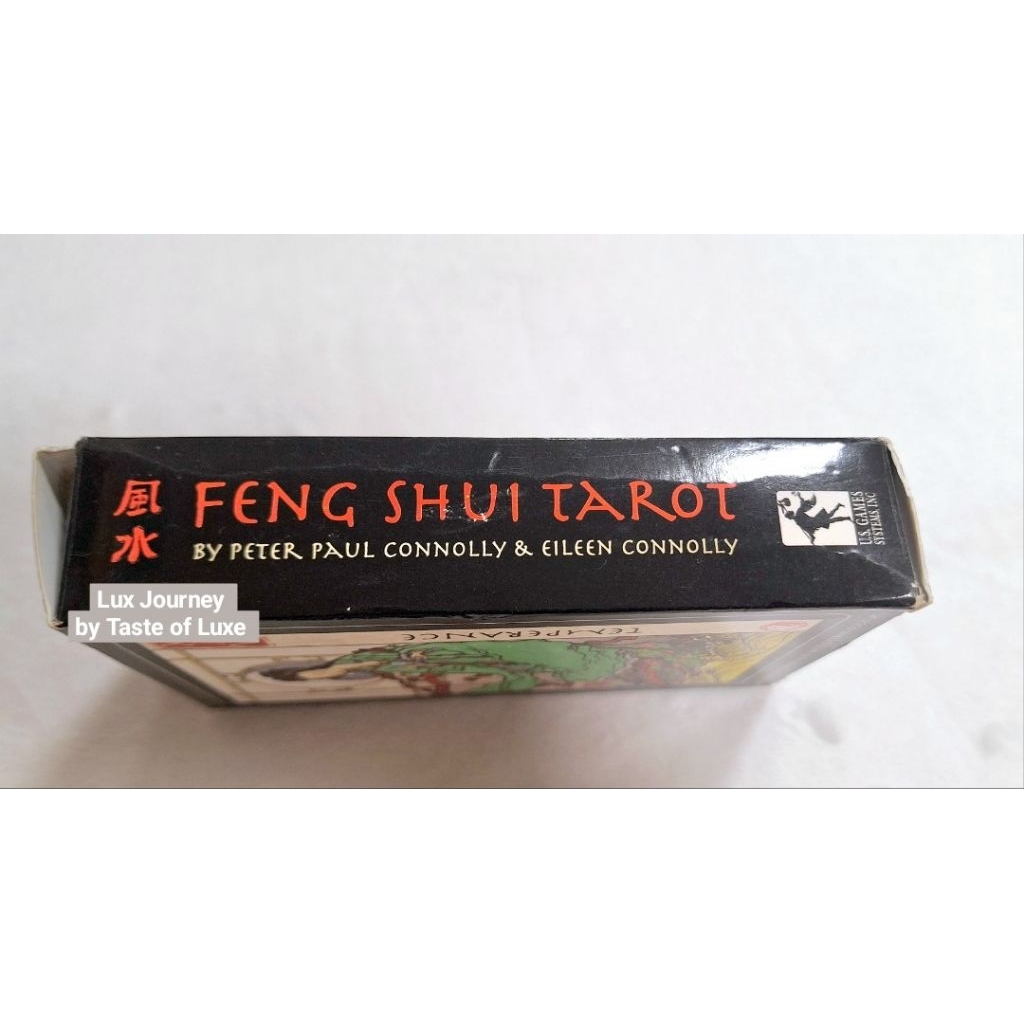 風水
FENG SHUI TAROT
BY PETER PAUL CONNOLLY & EILEEN CONNOLLY
U.S. GAMES
SYSTEMS, INC
Lux Journey
by Taste of Luxe
TEMPERANCE